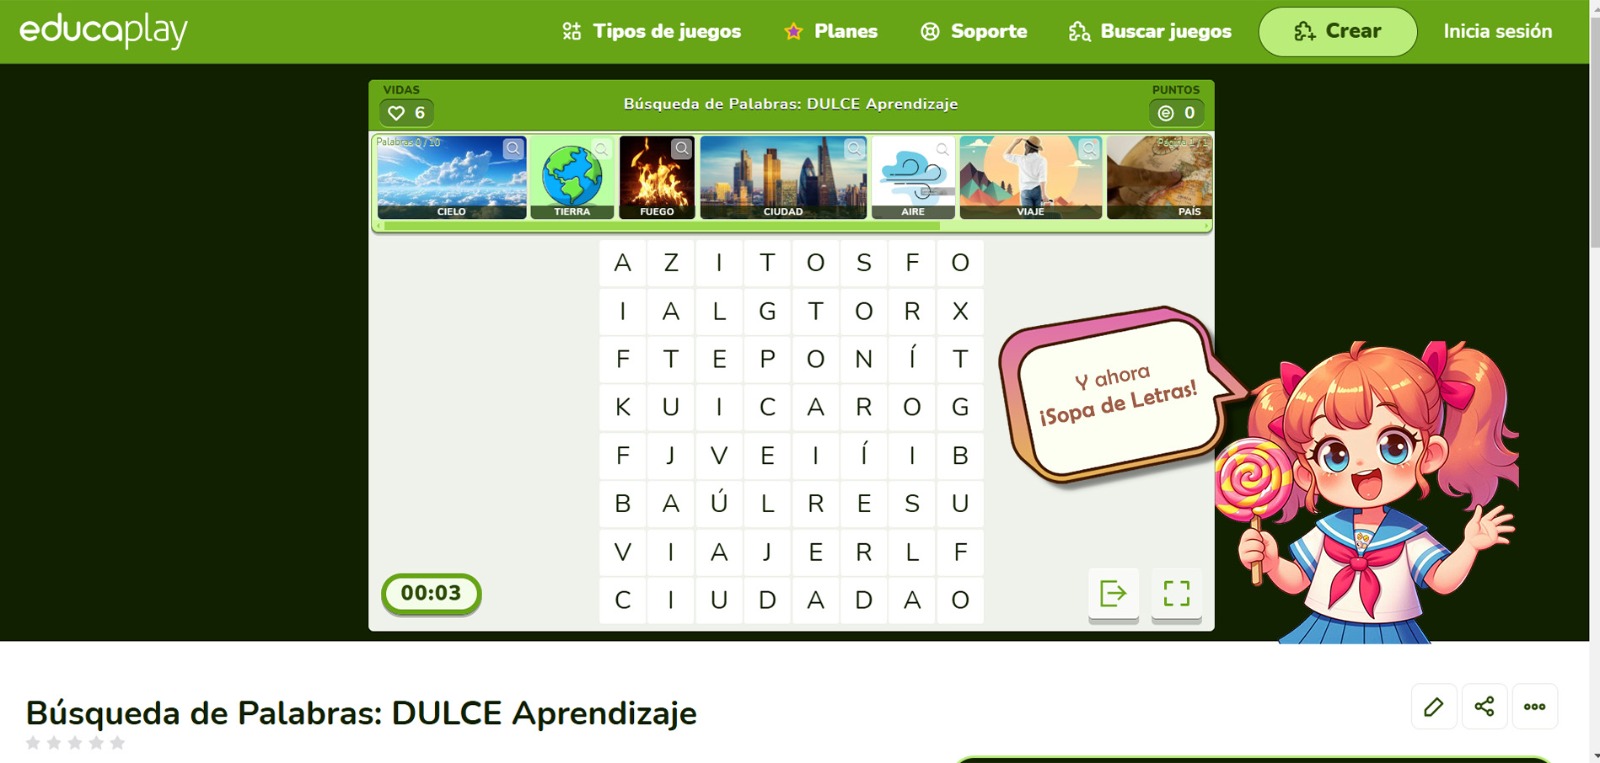 educaplay
Tipos de juegos
Planes
Soporte
Buscar juegos
Crear
Inicia sesión
VIDAS
6
Búsqueda de Palabras: DULCE Aprendizaje
PUNTOS
0
Palabras 0 / 10
Página 1 / 1
CIELO
TIERRA
FUEGO
CIUDAD
AIRE
VIAJE
PAÍS
A Z I T O S F O
I A L G T O R X
F T E P O N Í T
K U I C A R O G
F J V E I Í I B
B A Ú L R E S U
V I A J E R L F
C I U D A D A O
Y ahora
¡Sopa de Letras!
00:03
Búsqueda de Palabras: DULCE Aprendizaje